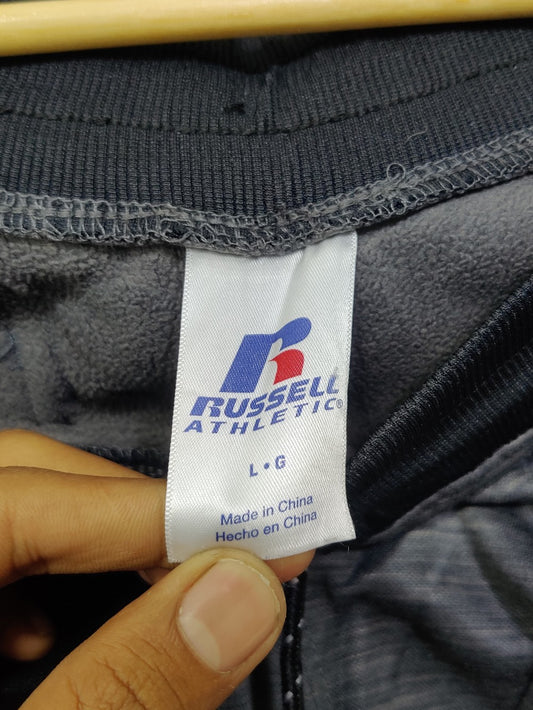 R
RUSSELL
ATHLETIC®
L • G
Made in China
Hecho en China